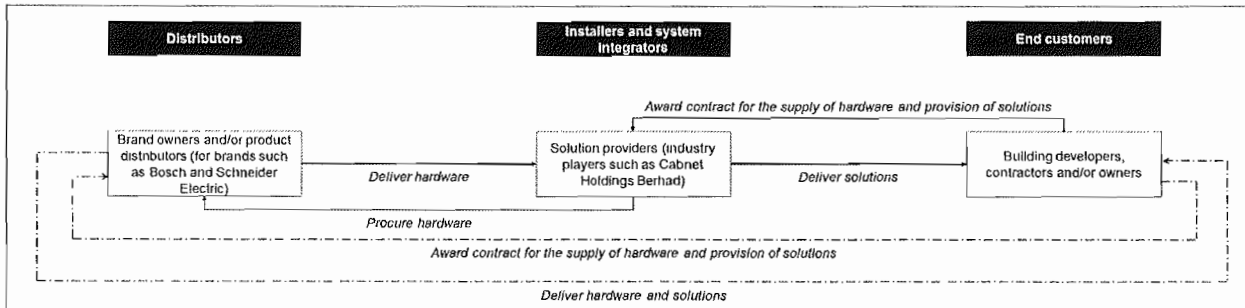 Distributors
Installers and system
integrators
End customers
Award contract for the supply of hardware and provision of solutions
Brand owners and/or product
distributors (for brands such
as Bosch and Schneider
Electric)
Deliver hardware
Solution providers (industry
players such as Cabnet
Holdings Berhad)
Deliver solutions
Building developers,
contractors and/or owners
Procure hardware
Award contract for the supply of hardware and provision of solutions
Deliver hardware and solutions